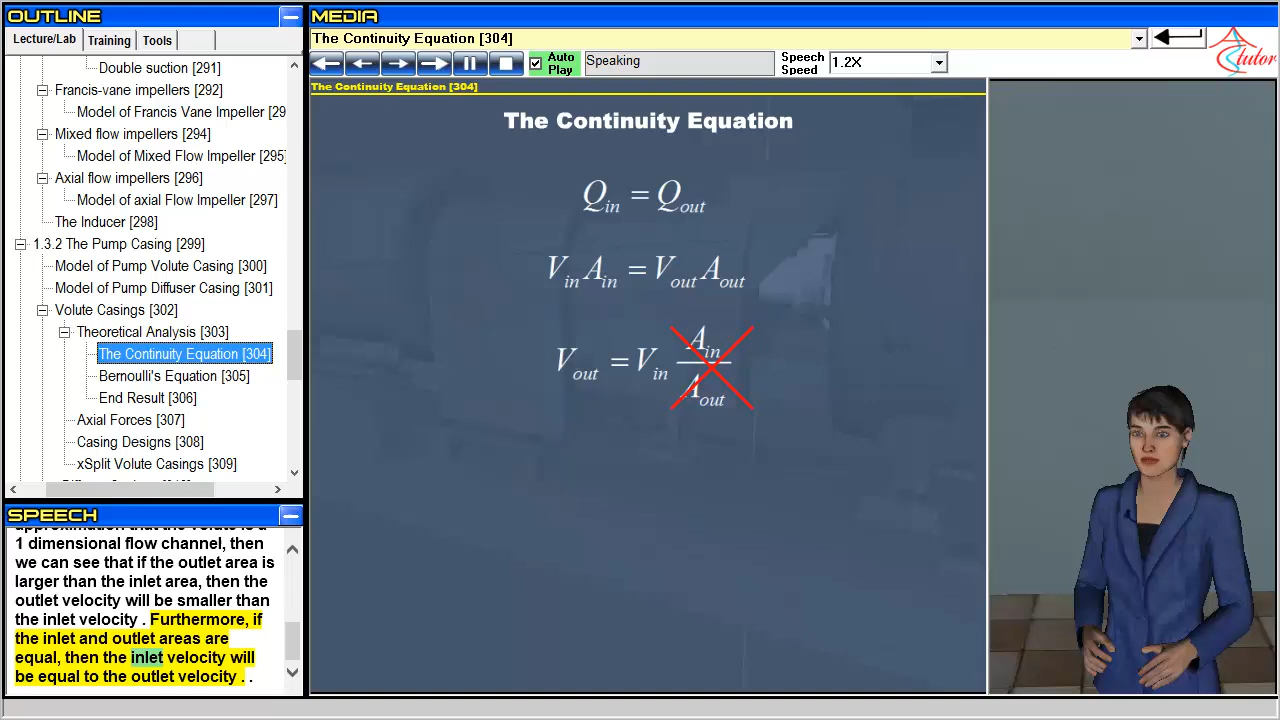 OUTLINE
Lecture/Lab Training Tools
Double suction [291]
Francis-vane impellers [292]
Model of Francis Vane Impeller [29
Mixed flow impellers [294]
Model of Mixed Flow Impeller [295]
Axial flow impellers [296]
Model of axial Flow Impeller [297]
The Inducer [298]
1.3.2 The Pump Casing [299]
Model of Pump Volute Casing [300]
Model of Pump Diffuser Casing [301]
Volute Casings [302]
Theoretical Analysis [303]
The Continuity Equation [304]
Bernoulli's Equation [305]
End Result [306]
Axial Forces [307]
Casing Designs [308]
xSplit Volute Casings [309]
SPEECH
1 dimensional flow channel, then
we can see that if the outlet area is
larger than the inlet area, then the
outlet velocity will be smaller than
the inlet velocity . Furthermore, if
the inlet and outlet areas are
equal, then the inlet velocity will
be equal to the outlet velocity . .
MEDIA
The Continuity Equation [304]
Auto Play
Speaking
Speech Speed
1.2X
Stutor
The Continuity Equation [304]
The Continuity Equation
Q_in = Q_out
V_in A_in = V_out A_out
V_out = V_in A_in / A_out